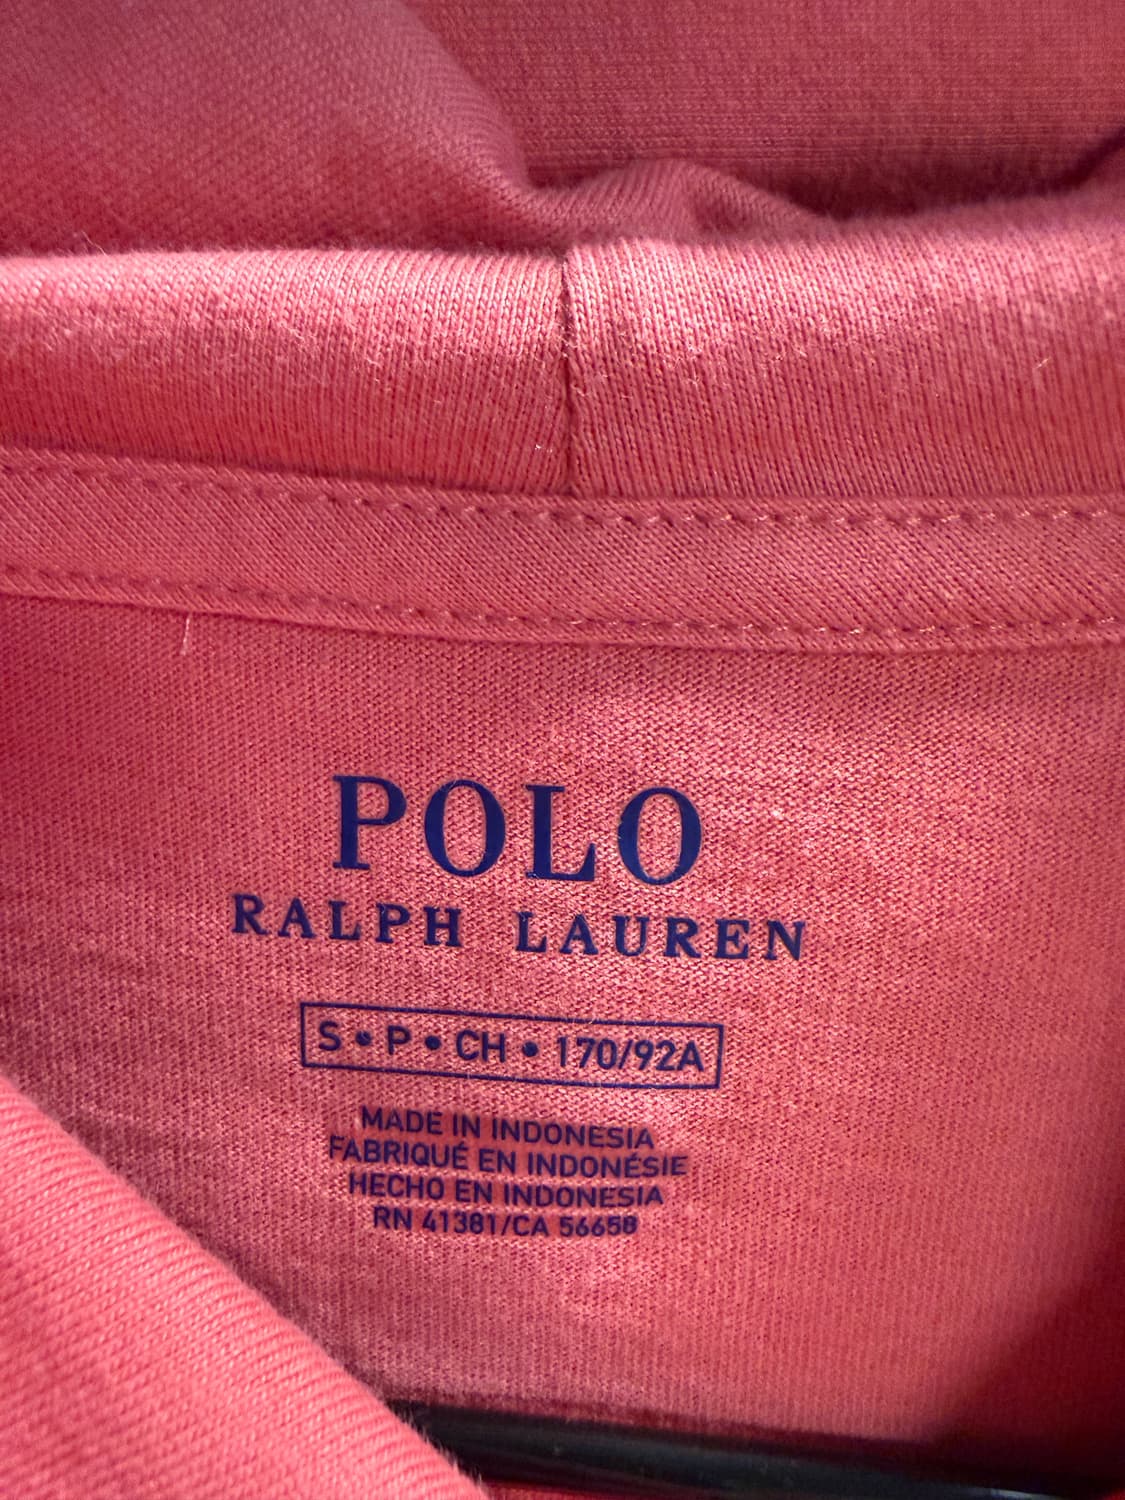 POLO
RALPH LAUREN
S • P • CH • 170/92A
MADE IN INDONESIA
FABRIQUÉ EN INDONÉSIE
HECHO EN INDONESIA
RN 41381/CA 56658